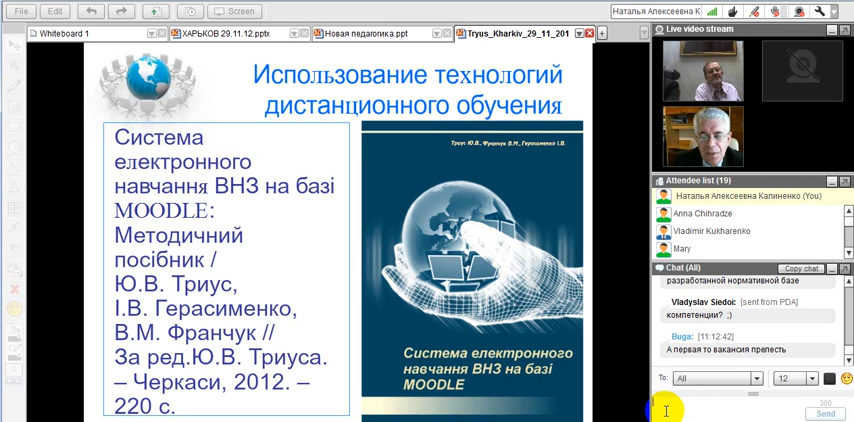 File
Edit
Screen
Наталья Алексеевна К
Whiteboard 1
ХАРЬКОВ 29.11.12.pptx
Новая педагогика.ppt
Tryus_Kharkiv_29_11_201
Использование технологий
дистанционного обучения
Система
електронного
навчання ВНЗ на базі
MOODLE:
Методичний
посібник /
Ю.В. Триус,
І.В. Герасименко,
В.М. Франчук //
За ред.Ю.В. Триуса.
– Черкаси, 2012. –
220 с.
Триус Ю.В., Франчук В.М., Герасименко І.В.
Система електронного
навчання ВНЗ на базі
MOODLE
Live video stream
Attendee list (19)
Наталья Алексеевна Калиненко (You)
Anna Chihradze
Vladimir Kukharenko
Mary
Chat (All)
Copy chart
разработанной нормативной базе
Vladyslav Siedoi: [sent from PDA]
компетенции? ;)
Buga: [11:12:42]
А первая то вакансия препесть
To:
All
12
300
Send